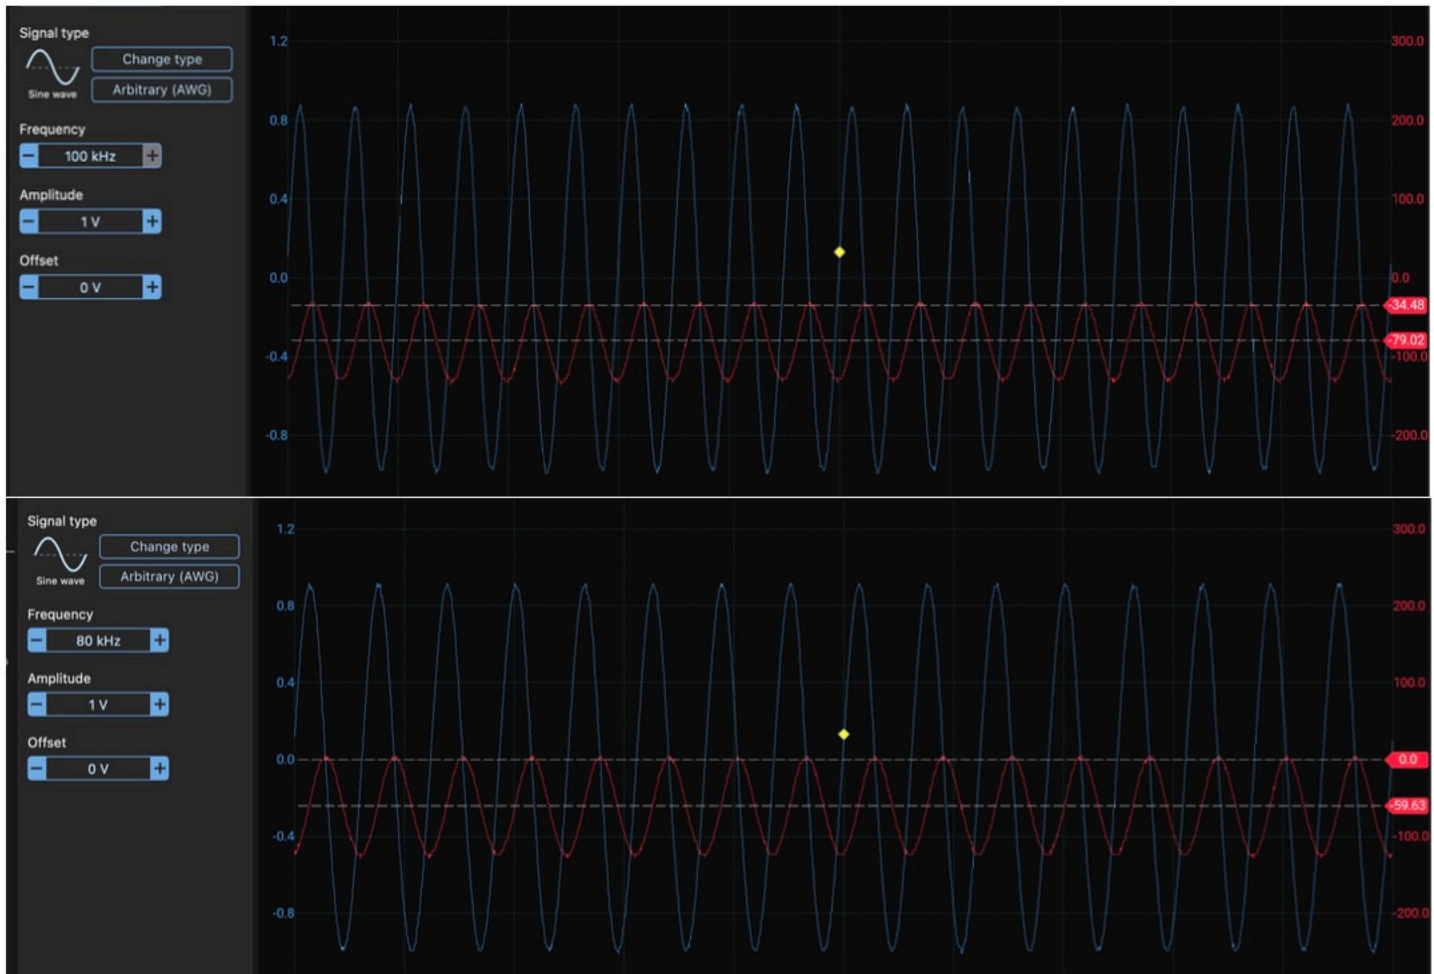 Signal type
Change type
Arbitrary (AWG)
Sine wave
Frequency
− 100 kHz +
Amplitude
− 1 V +
Offset
− 0 V +
1.2
0.8
0.4
0.0
-0.4
-0.8
300.0
200.0
100.0
0.0
-34.48
-79.02
-100.0
-200.0
Signal type
Change type
Arbitrary (AWG)
Sine wave
Frequency
− 80 kHz +
Amplitude
− 1 V +
Offset
− 0 V +
1.2
0.8
0.4
0.0
-0.4
-0.8
300.0
200.0
100.0
0.0
-59.63
-100.0
-200.0